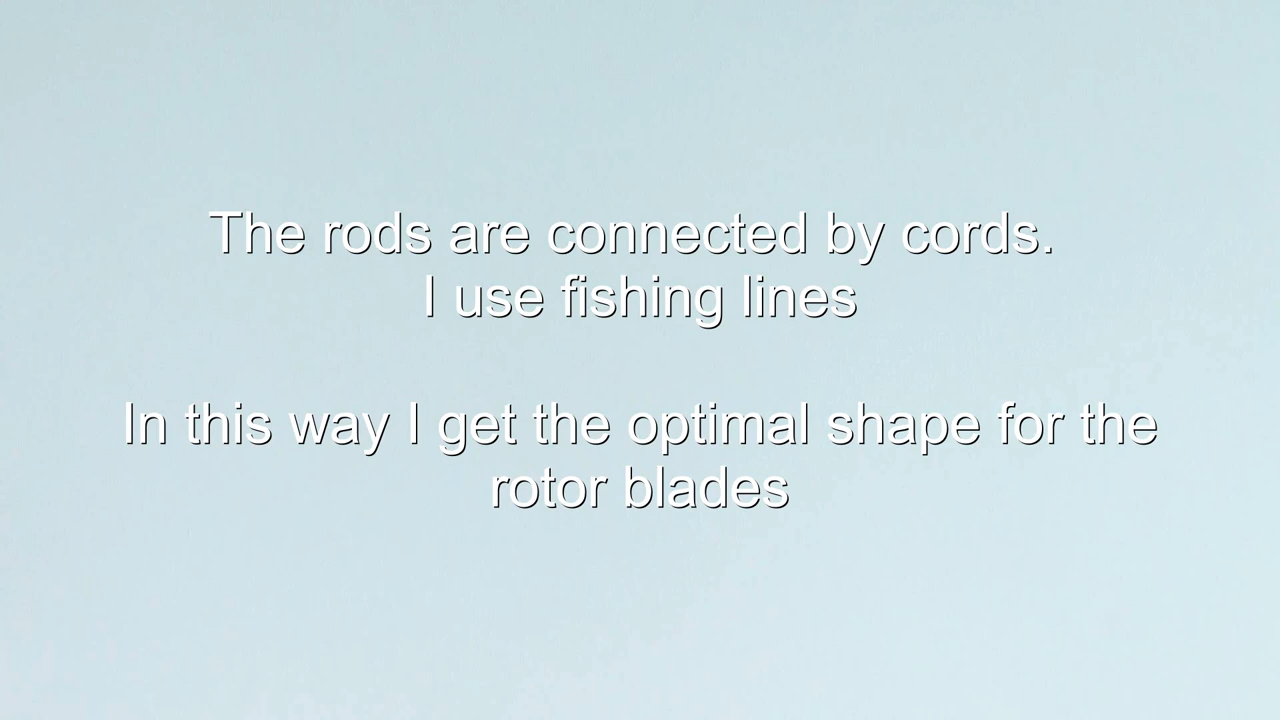 The rods are connected by cords.
I use fishing lines
In this way I get the optimal shape for the
rotor blades